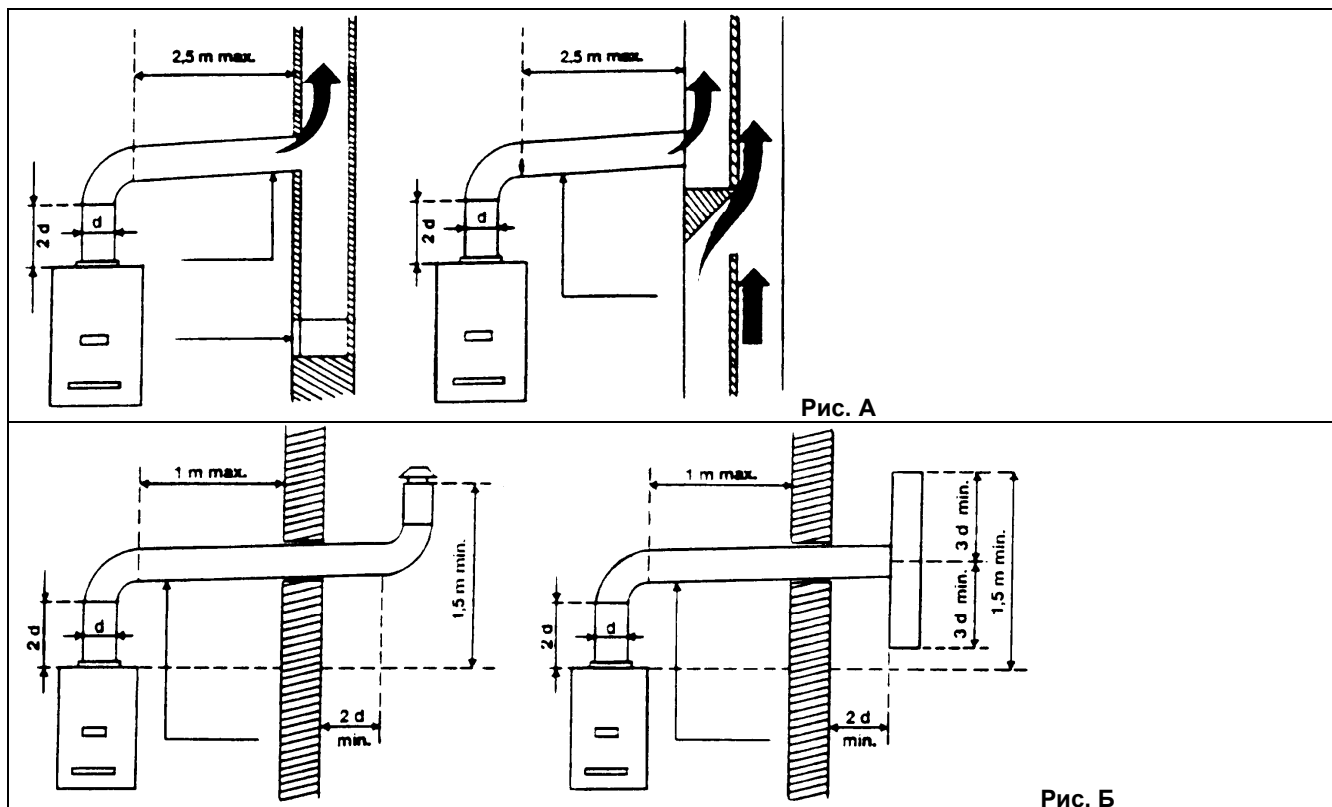 2,5 m max.
2 d
d
2,5 m max.
2 d
d
Рис. А
1 m max.
2 d
d
1,5 m min.
2 d
min.
1 m max.
2 d
d
3 d min.
3 d min.
1,5 m min.
2 d
min.
Рис. Б